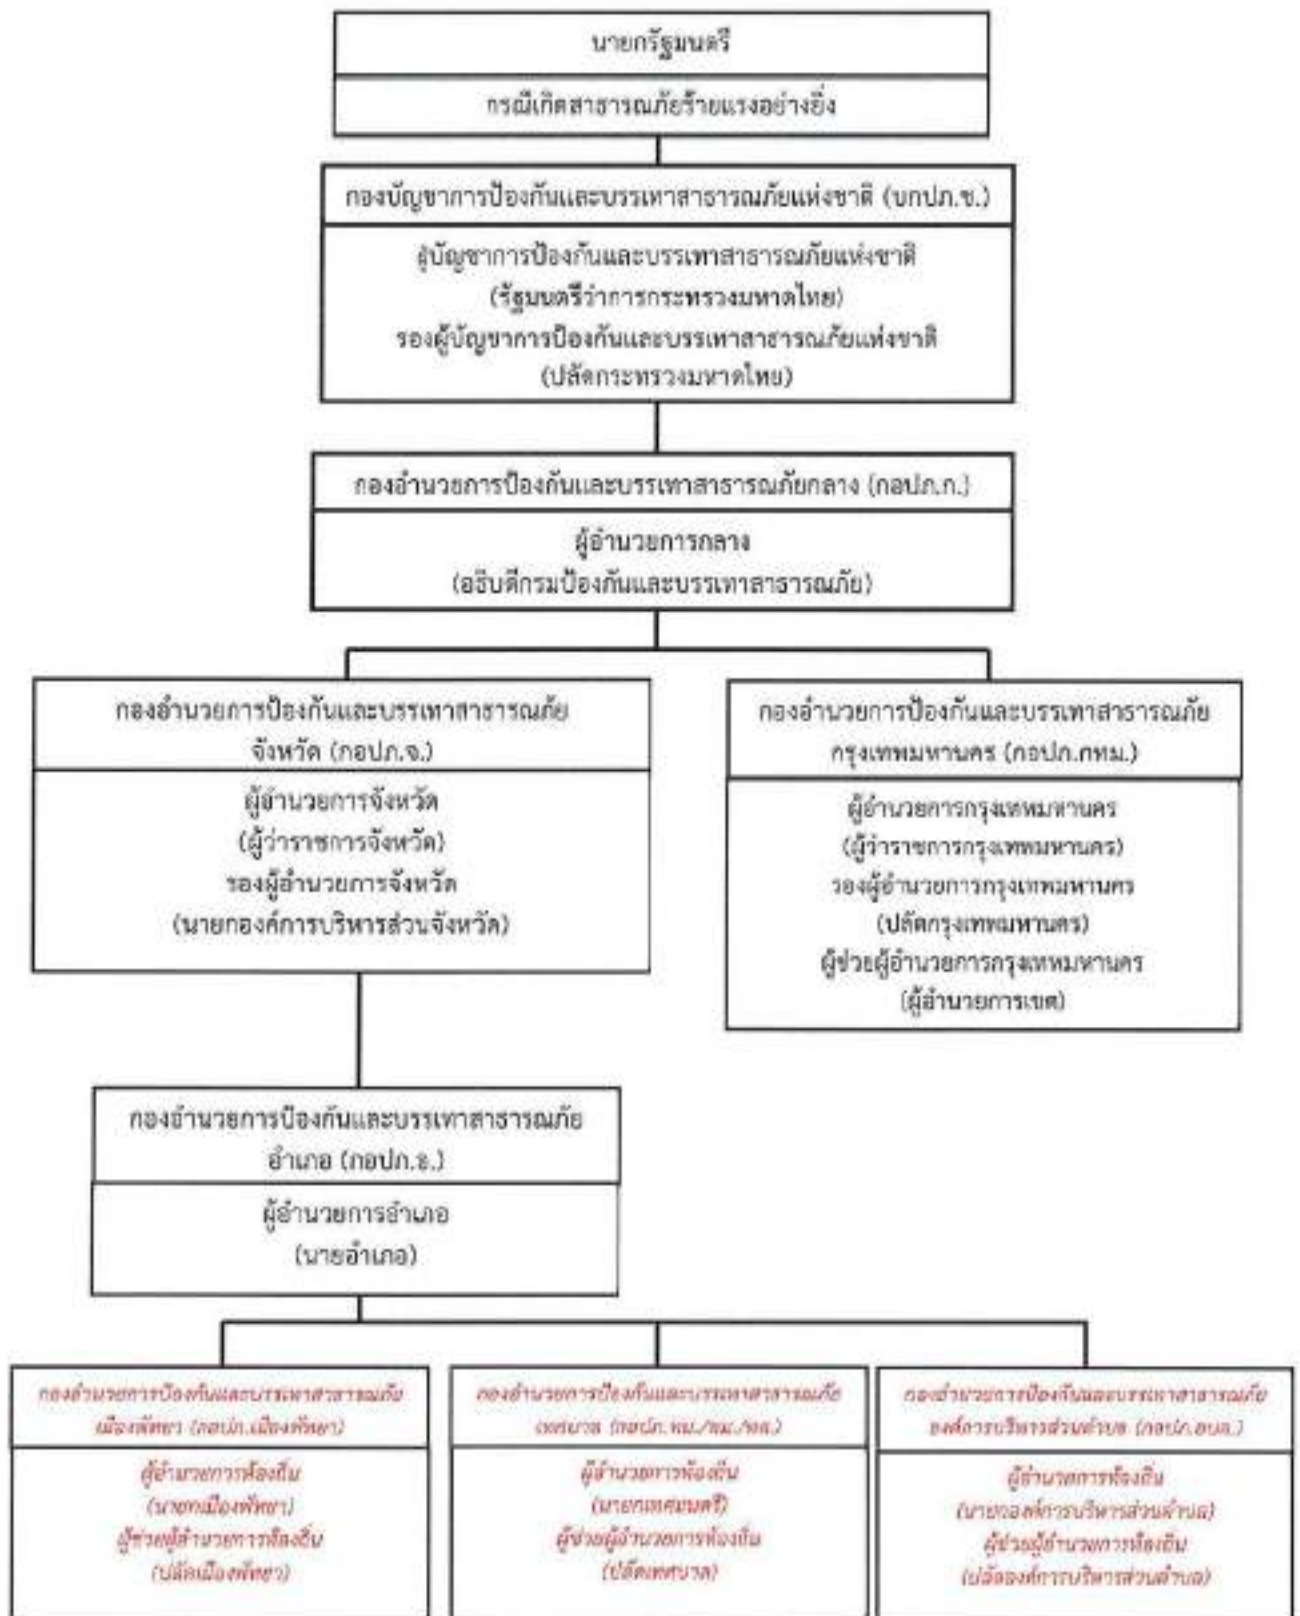 นายกรัฐมนตรี
กรณีเกิดสาธารณภัยร้ายแรงอย่างยิ่ง
กองบัญชาการป้องกันและบรรเทาสาธารณภัยแห่งชาติ (บกปภ.ช.)
ผู้บัญชาการป้องกันและบรรเทาสาธารณภัยแห่งชาติ
(รัฐมนตรีว่าการกระทรวงมหาดไทย)
รองผู้บัญชาการป้องกันและบรรเทาสาธารณภัยแห่งชาติ
(ปลัดกระทรวงมหาดไทย)
กองอำนวยการป้องกันและบรรเทาสาธารณภัยกลาง (กอปภ.ก.)
ผู้อำนวยการกลาง
(อธิบดีกรมป้องกันและบรรเทาสาธารณภัย)
กองอำนวยการป้องกันและบรรเทาสาธารณภัย
จังหวัด (กอปภ.จ.)
ผู้อำนวยการจังหวัด
(ผู้ว่าราชการจังหวัด)
รองผู้อำนวยการจังหวัด
(นายกองค์การบริหารส่วนจังหวัด)
กองอำนวยการป้องกันและบรรเทาสาธารณภัย
กรุงเทพมหานคร (กอปภ.กทม.)
ผู้อำนวยการกรุงเทพมหานคร
(ผู้ว่าราชการกรุงเทพมหานคร)
รองผู้อำนวยการกรุงเทพมหานคร
(ปลัดกรุงเทพมหานคร)
ผู้ช่วยผู้อำนวยการกรุงเทพมหานคร
(ผู้อำนวยการเขต)
กองอำนวยการป้องกันและบรรเทาสาธารณภัย
อำเภอ (กอปภ.อ.)
ผู้อำนวยการอำเภอ
(นายอำเภอ)
กองอำนวยการป้องกันและบรรเทาสาธารณภัย
เมืองพัทยา (กอปภ.เมืองพัทยา)
ผู้อำนวยการท้องถิ่น
(นายกเมืองพัทยา)
ผู้ช่วยผู้อำนวยการท้องถิ่น
(ปลัดเมืองพัทยา)
กองอำนวยการป้องกันและบรรเทาสาธารณภัย
เทศบาล (กอปภ.ทน./ทม./ทต.)
ผู้อำนวยการท้องถิ่น
(นายกเทศมนตรี)
ผู้ช่วยผู้อำนวยการท้องถิ่น
(ปลัดเทศบาล)
กองอำนวยการป้องกันและบรรเทาสาธารณภัย
องค์การบริหารส่วนตำบล (กอปภ.อบต.)
ผู้อำนวยการท้องถิ่น
(นายกองค์การบริหารส่วนตำบล)
ผู้ช่วยผู้อำนวยการท้องถิ่น
(ปลัดองค์การบริหารส่วนตำบล)